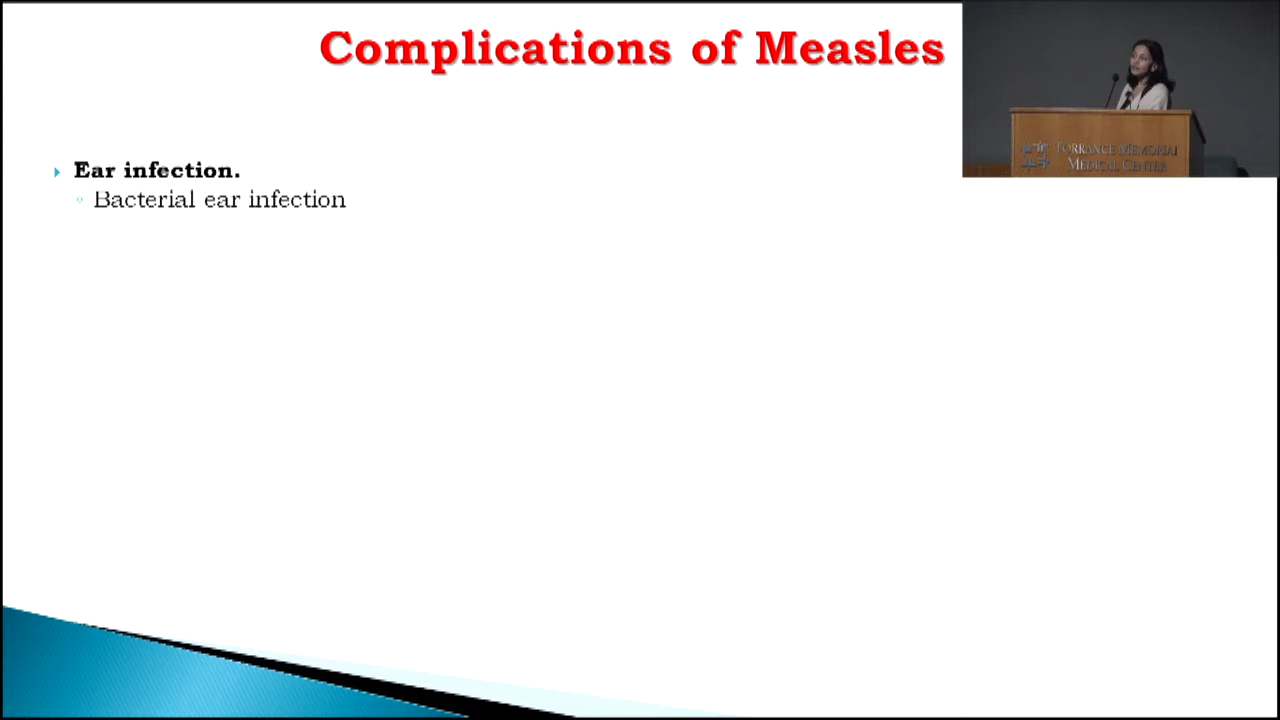 Complications of Measles
Ear infection.
Bacterial ear infection
TORRANCE MEMORIAL
MEDICAL CENTER